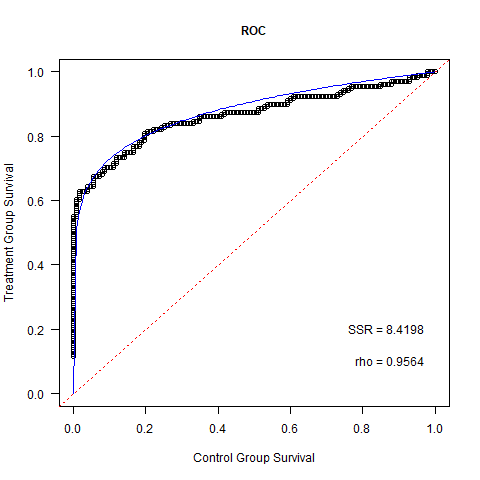 ROC
1.0
0.8
0.6
0.4
0.2
0.0
Treatment Group Survival
SSR = 8.4198
rho = 0.9564
0.0 0.2 0.4 0.6 0.8 1.0
Control Group Survival